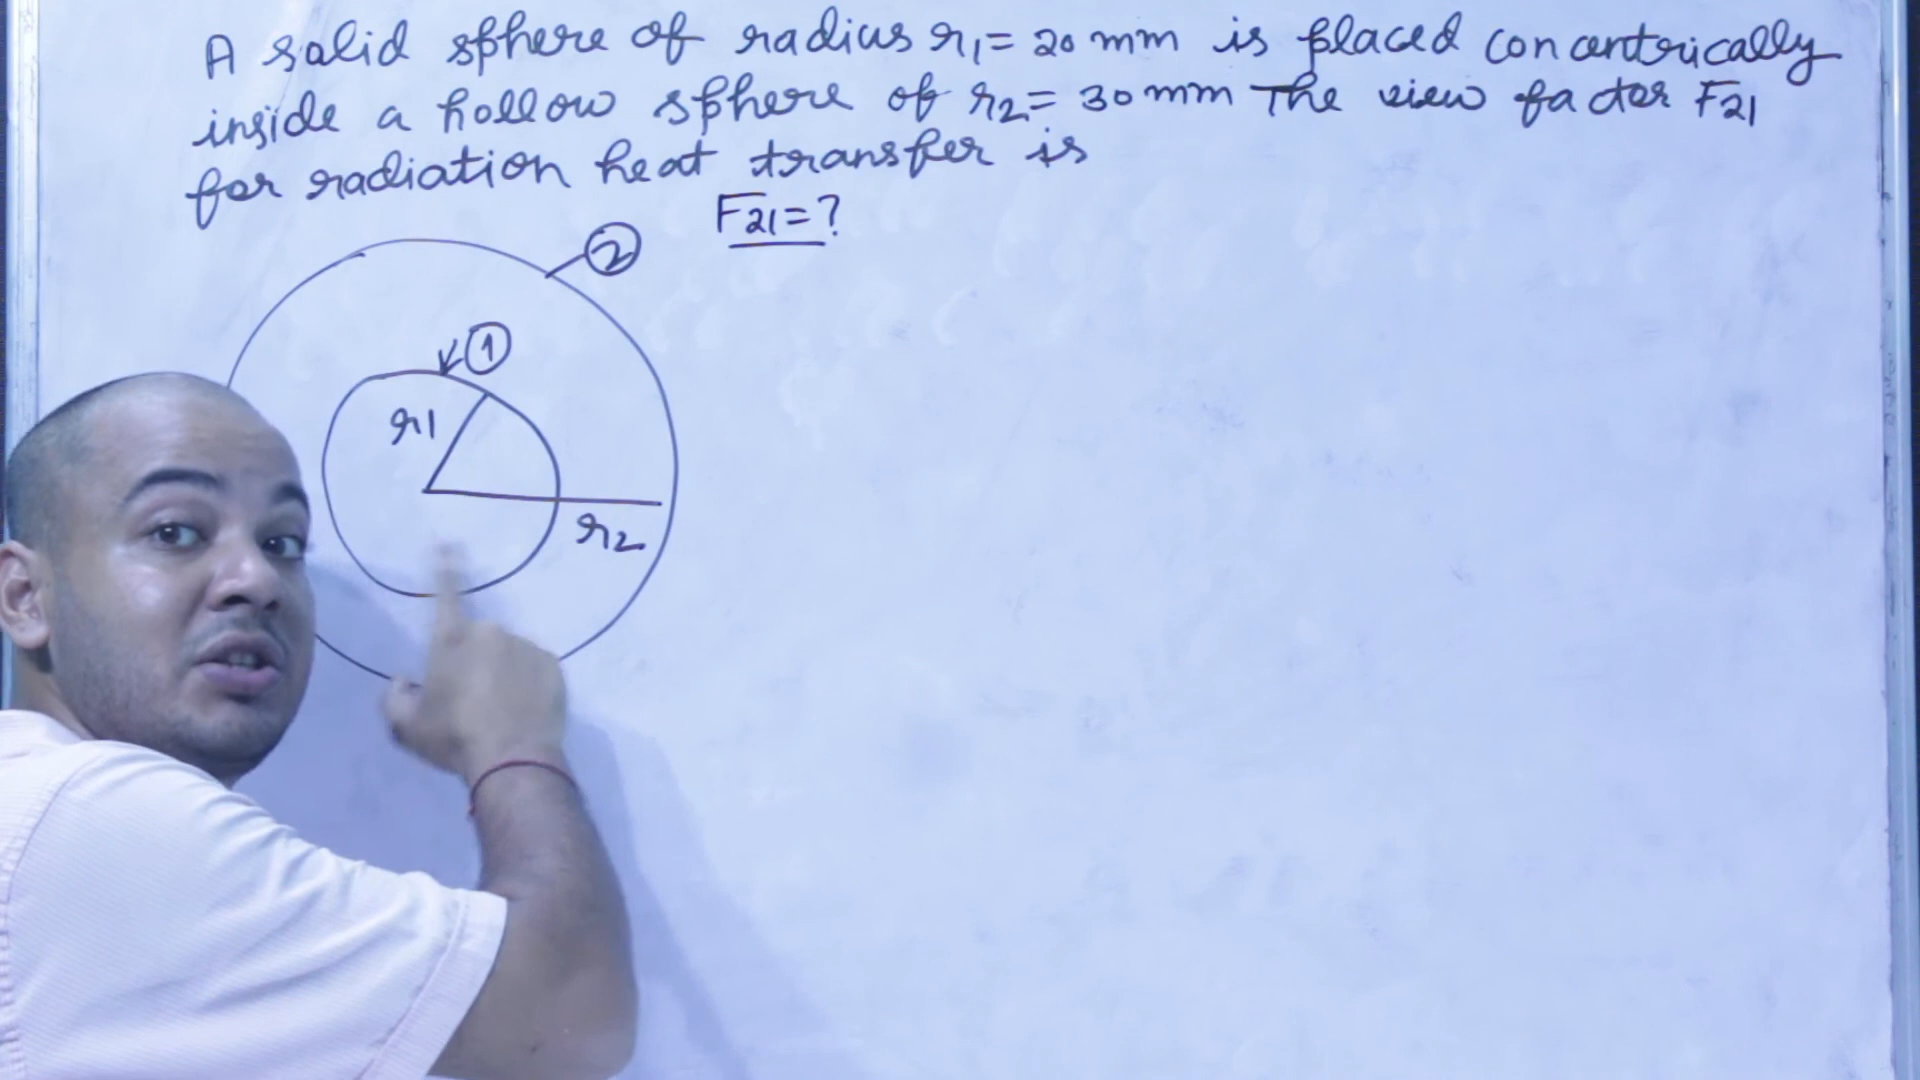 A solid sphere of radius r1 = 20 mm is placed concentrically
inside a hollow sphere of r2 = 30 mm The view factor F21
for radiation heat transfer is
F21 = ?
2
1
r1
r2